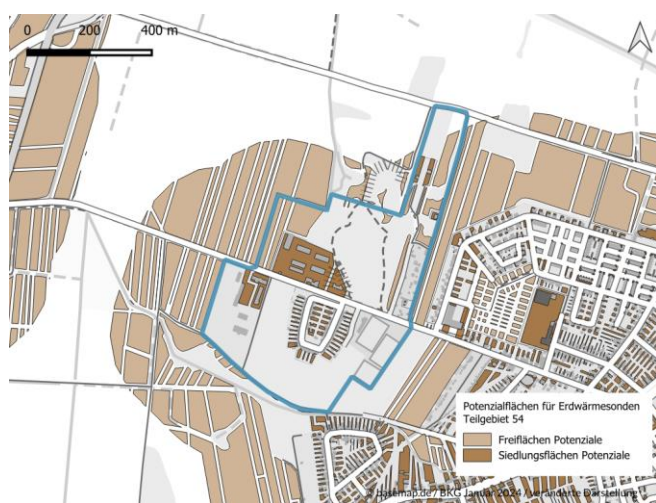 0 200 400 m
Potenzialflächen für Erdwärmesonden
Teilgebiet 54
Freiflächen Potenziale
Siedlungsflächen Potenziale
© basemap.de / BKG Januar 2024 / veränderte Darstellung